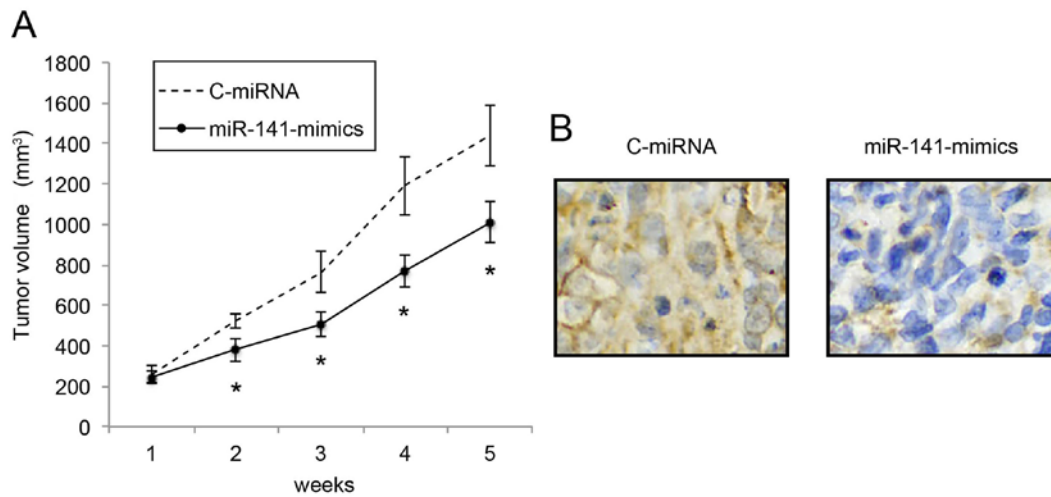 A
Tumor volume (mm³)
1800
1600
1400
1200
1000
800
600
400
200
0
C-miRNA
miR-141-mimics
*
*
*
*
1 2 3 4 5
weeks
B
C-miRNA miR-141-mimics